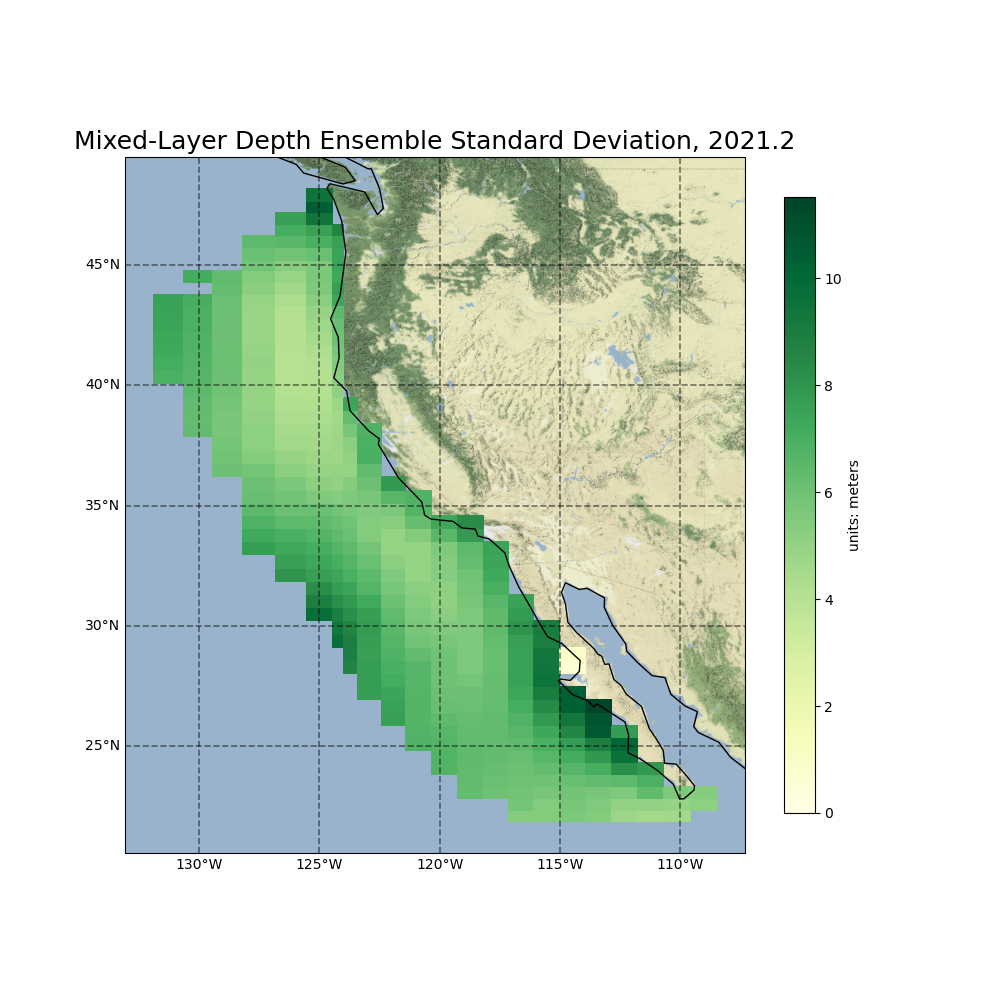 Mixed-Layer Depth Ensemble Standard Deviation, 2021.2
45°N
40°N
35°N
30°N
25°N
130°W
125°W
120°W
115°W
110°W
10
8
6
4
2
0
units: meters